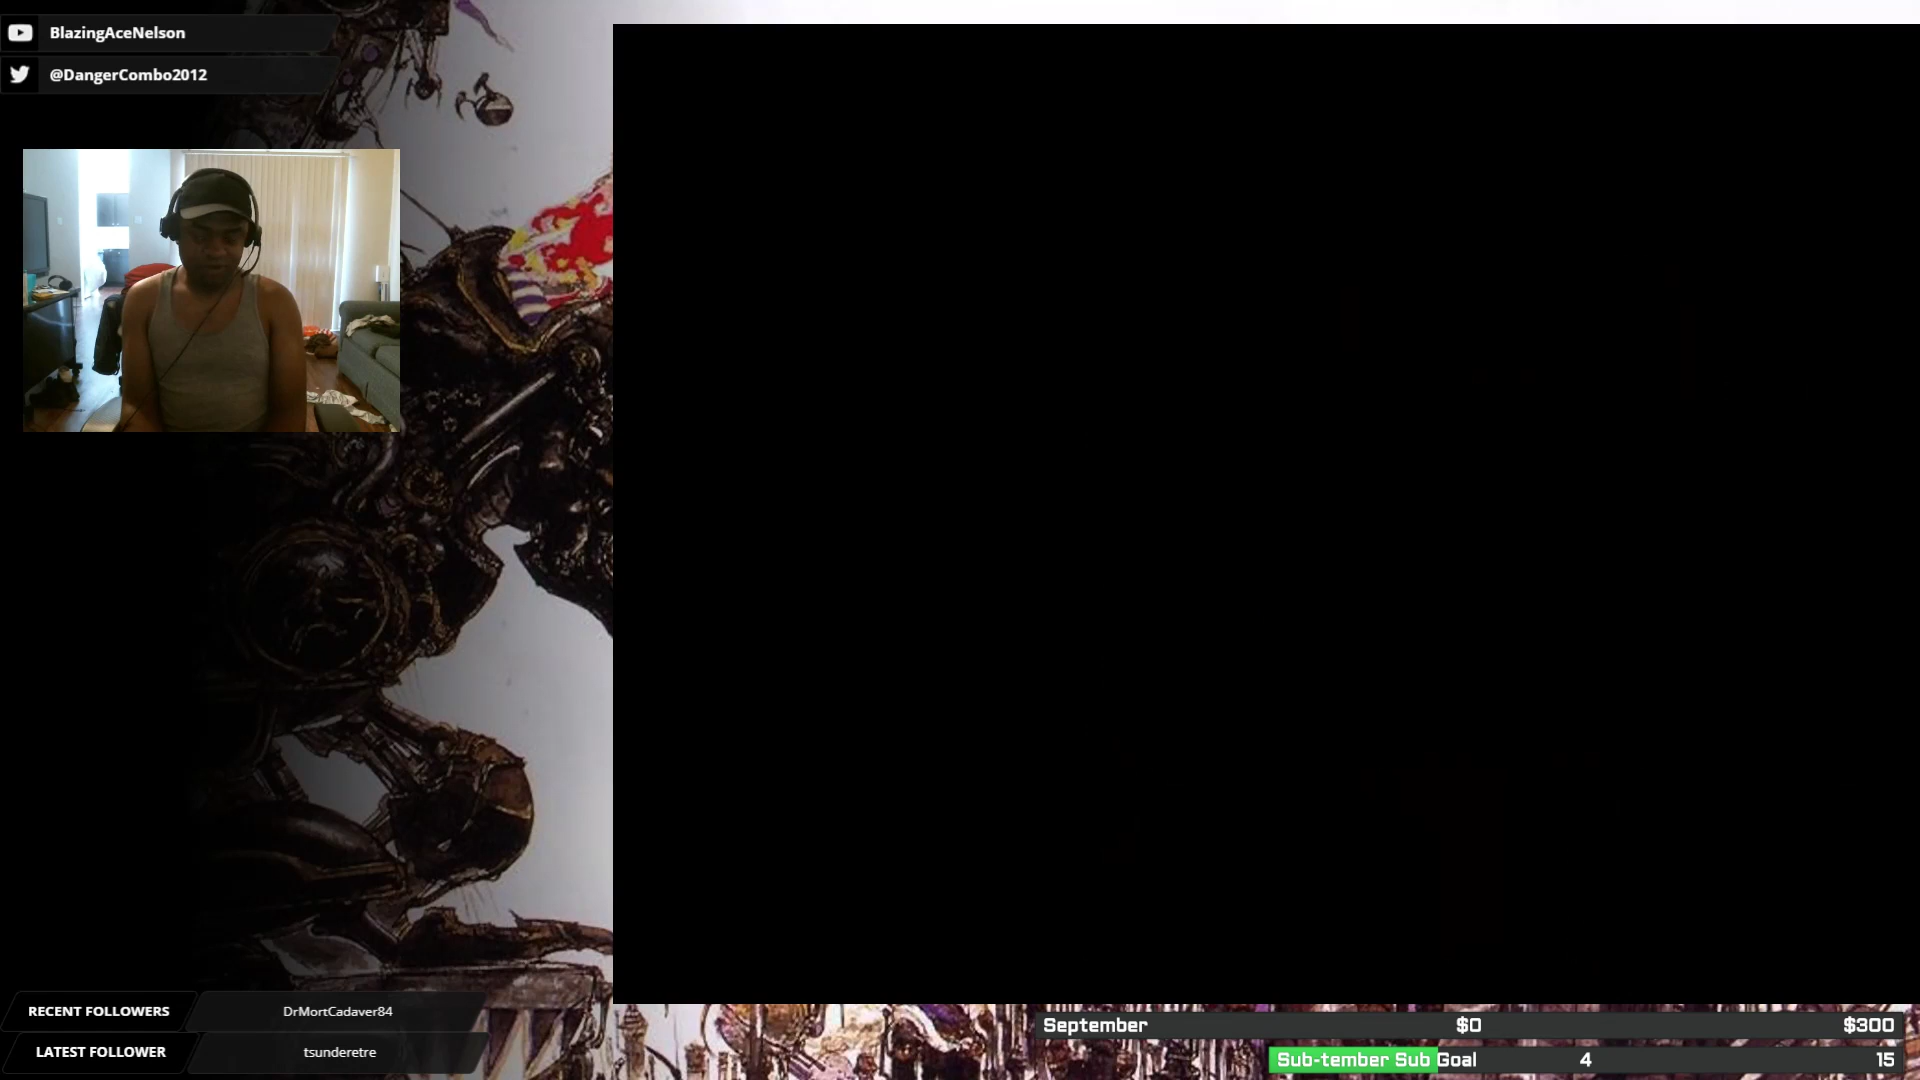 BlazingAceNelson
@DangerCombo2012
RECENT FOLLOWERS DrMortCadaver84
LATEST FOLLOWER tsunderetre
September $0 $300
Sub-tember Sub Goal 4 15